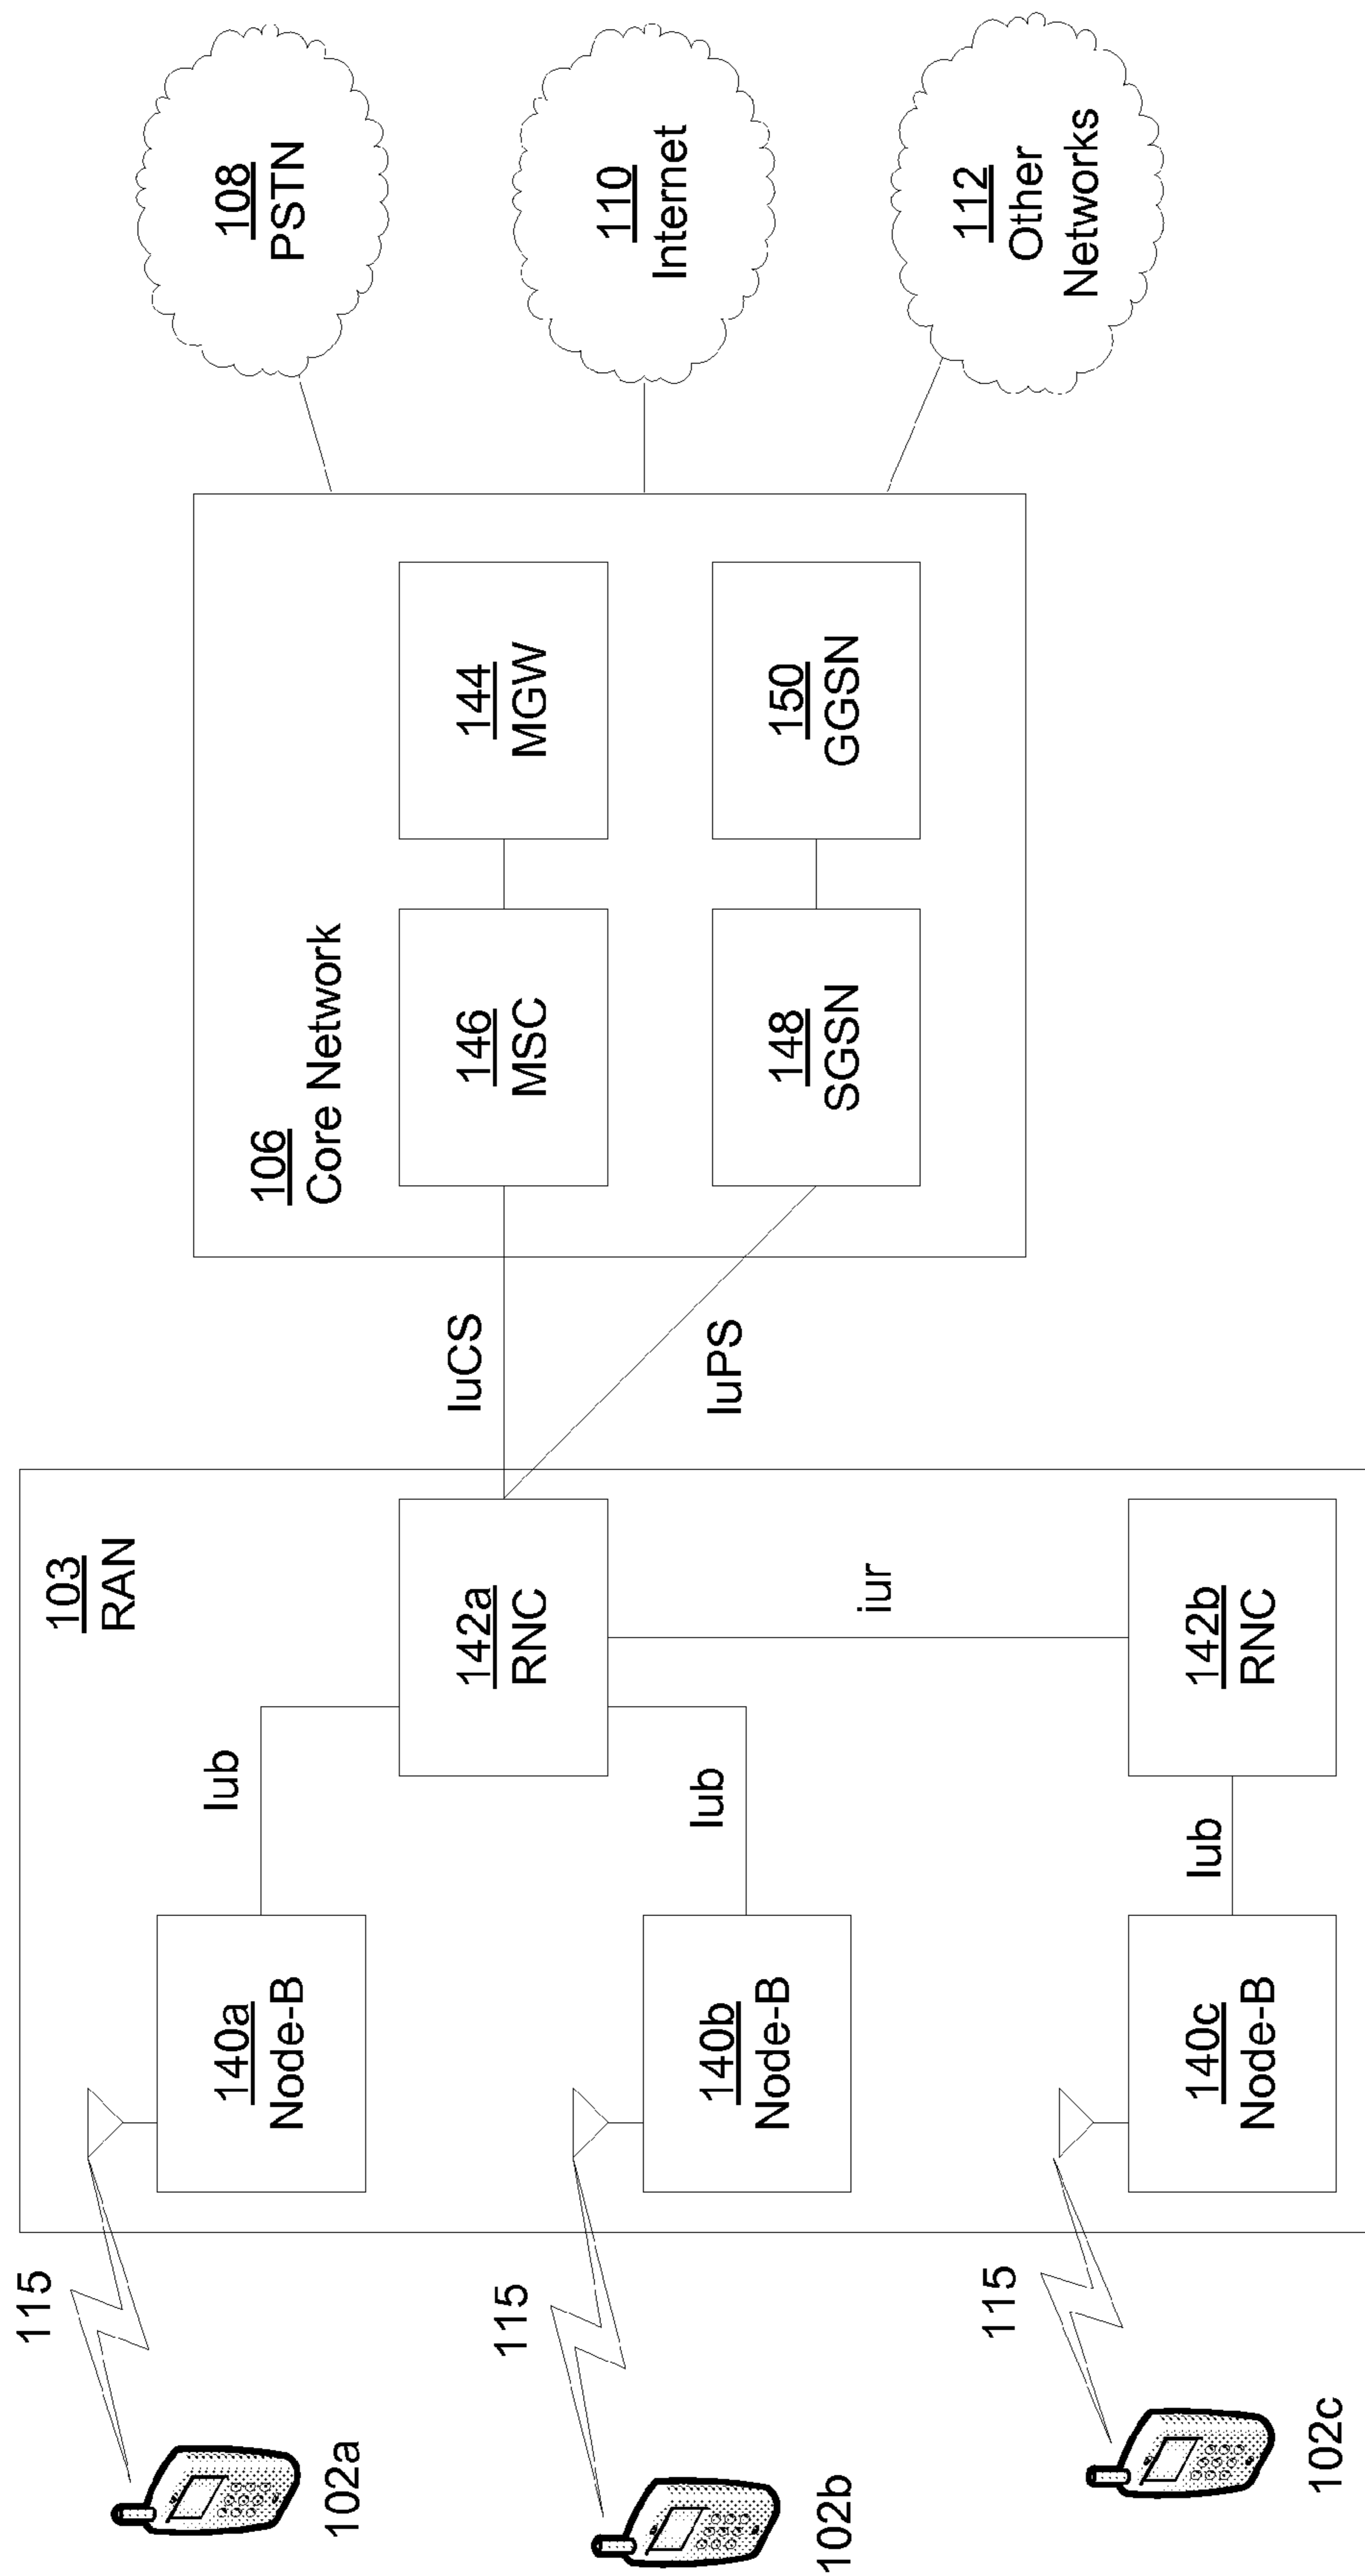 115
102a
115
102b
115
102c
103
RAN
140a
Node-B
Iub
140b
Node-B
Iub
140c
Node-B
Iub
142a
RNC
iur
142b
RNC
IuCS
IuPS
106
Core Network
146
MSC
144
MGW
148
SGSN
150
GGSN
108
PSTN
110
Internet
112
Other
Networks